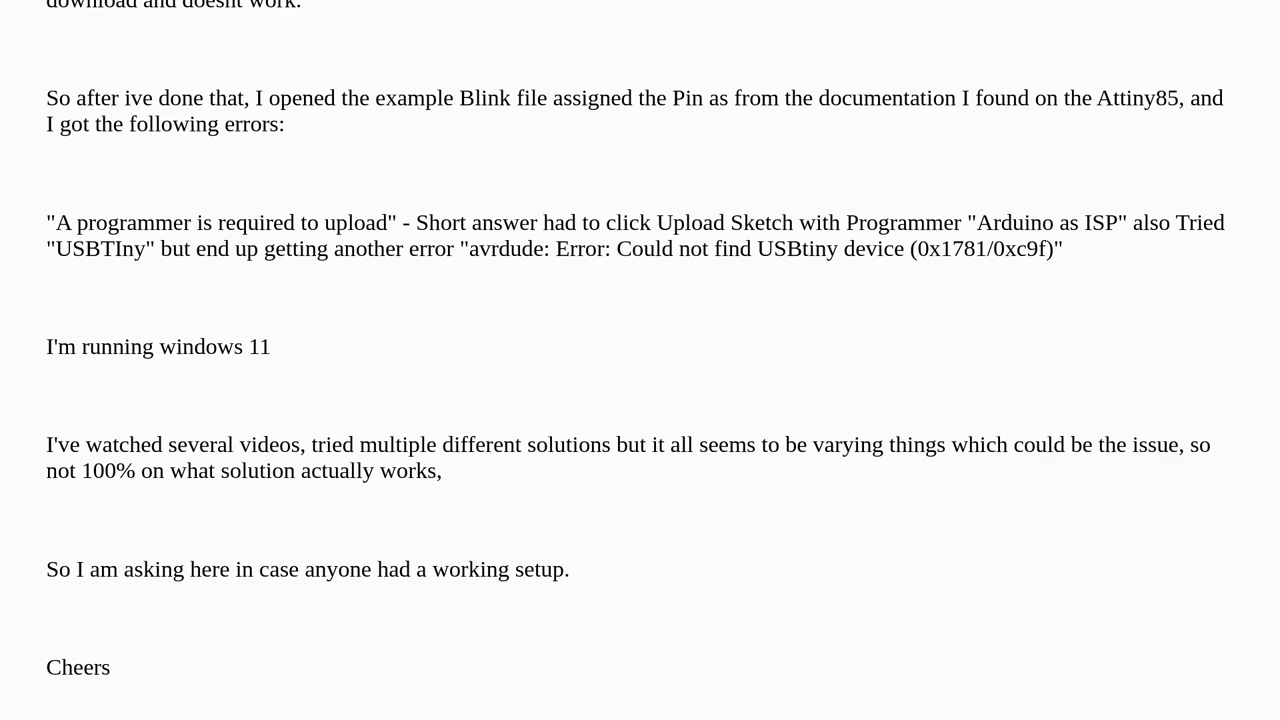 download and doesnt work.
So after ive done that, I opened the example Blink file assigned the Pin as from the documentation I found on the Attiny85, and
I got the following errors:
"A programmer is required to upload" - Short answer had to click Upload Sketch with Programmer "Arduino as ISP" also Tried
"USBTIny" but end up getting another error "avrdude: Error: Could not find USBtiny device (0x1781/0xc9f)"
I'm running windows 11
I've watched several videos, tried multiple different solutions but it all seems to be varying things which could be the issue, so
not 100% on what solution actually works,
So I am asking here in case anyone had a working setup.
Cheers